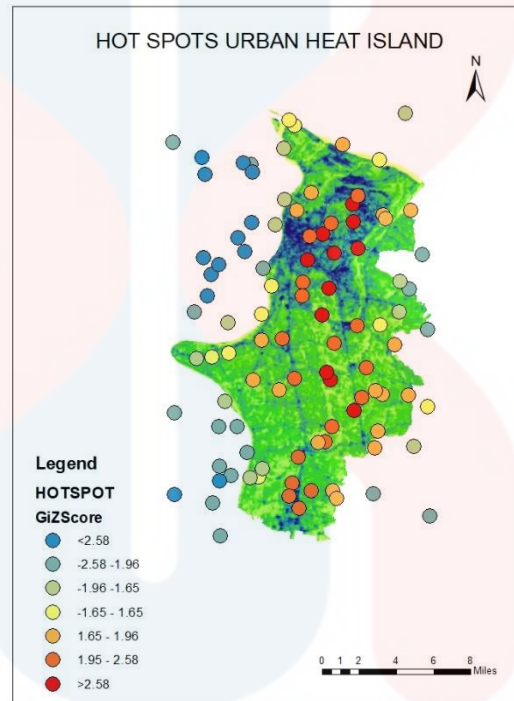 HOT SPOTS URBAN HEAT ISLAND
N
Legend
HOTSPOT
GiZScore
<2.58
-2.58 -1.96
-1.96 -1.65
-1.65 - 1.65
1.65 - 1.96
1.95 - 2.58
>2.58
0 1 2 4 6 8
Miles